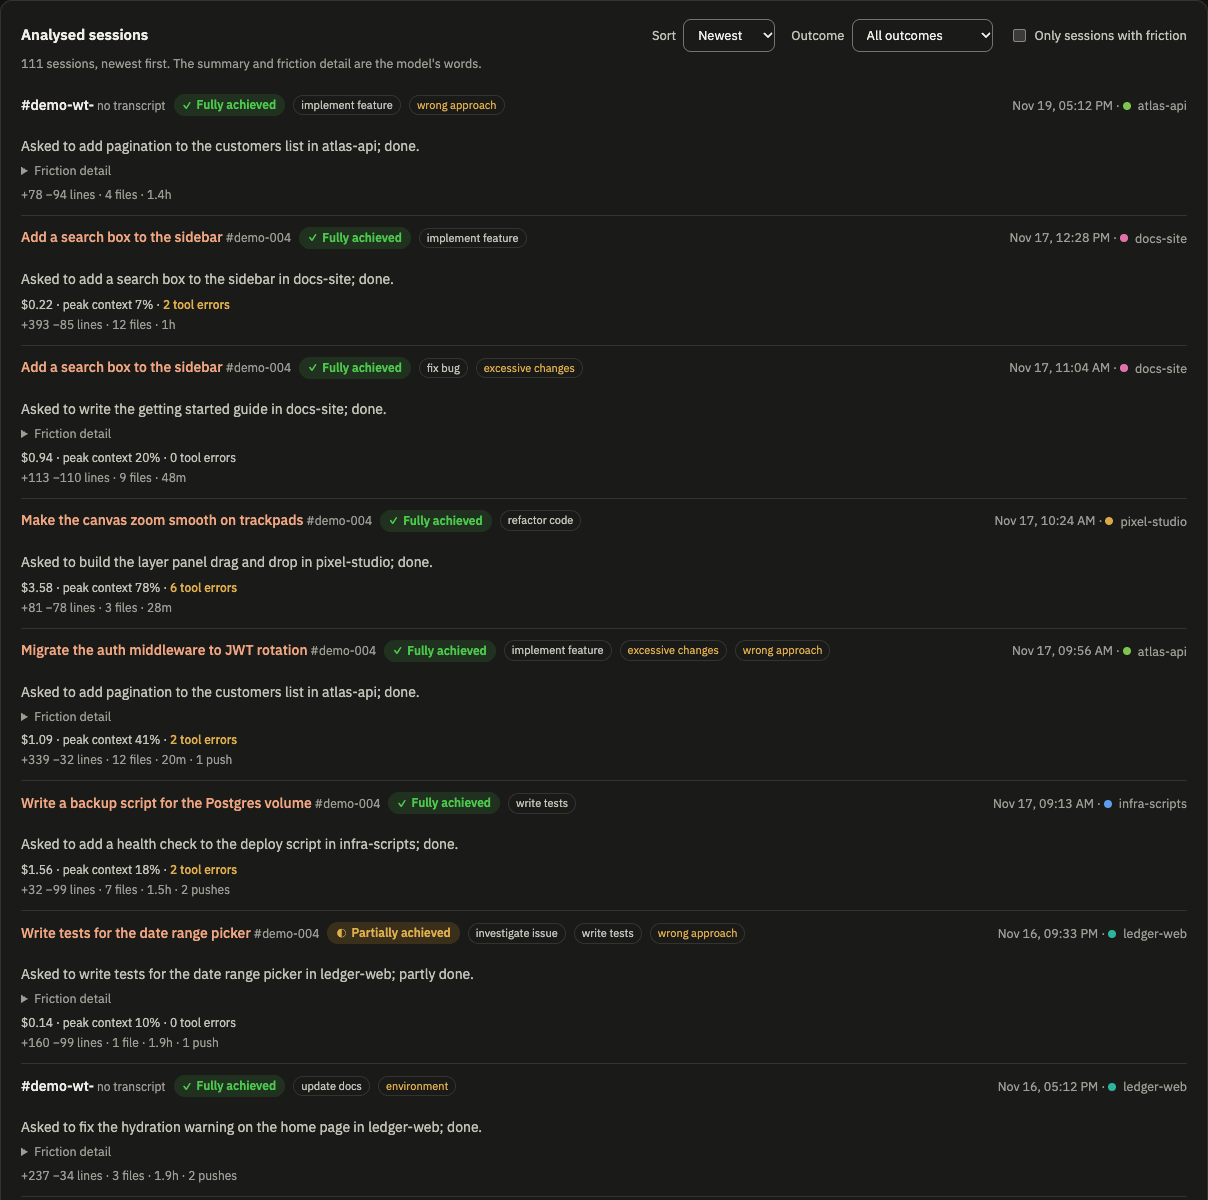 Analysed sessions
Sort Newest Outcome All outcomes Only sessions with friction
111 sessions, newest first. The summary and friction detail are the model's words.
#demo-wt- no transcript ✓ Fully achieved implement feature wrong approach Nov 19, 05:12 PM · atlas-api
Asked to add pagination to the customers list in atlas-api; done.
▶ Friction detail
+78 −94 lines · 4 files · 1.4h
Add a search box to the sidebar #demo-004 ✓ Fully achieved implement feature Nov 17, 12:28 PM · docs-site
Asked to add a search box to the sidebar in docs-site; done.
$0.22 · peak context 7% · 2 tool errors
+393 −85 lines · 12 files · 1h
Add a search box to the sidebar #demo-004 ✓ Fully achieved fix bug excessive changes Nov 17, 11:04 AM · docs-site
Asked to write the getting started guide in docs-site; done.
▶ Friction detail
$0.94 · peak context 20% · 0 tool errors
+113 −110 lines · 9 files · 48m
Make the canvas zoom smooth on trackpads #demo-004 ✓ Fully achieved refactor code Nov 17, 10:24 AM · pixel-studio
Asked to build the layer panel drag and drop in pixel-studio; done.
$3.58 · peak context 78% · 6 tool errors
+81 −78 lines · 3 files · 28m
Migrate the auth middleware to JWT rotation #demo-004 ✓ Fully achieved implement feature excessive changes wrong approach Nov 17, 09:56 AM · atlas-api
Asked to add pagination to the customers list in atlas-api; done.
▶ Friction detail
$1.09 · peak context 41% · 2 tool errors
+339 −32 lines · 12 files · 20m · 1 push
Write a backup script for the Postgres volume #demo-004 ✓ Fully achieved write tests Nov 17, 09:13 AM · infra-scripts
Asked to add a health check to the deploy script in infra-scripts; done.
$1.56 · peak context 18% · 2 tool errors
+32 −99 lines · 7 files · 1.5h · 2 pushes
Write tests for the date range picker #demo-004 Partially achieved investigate issue write tests wrong approach Nov 16, 09:33 PM · ledger-web
Asked to write tests for the date range picker in ledger-web; partly done.
▶ Friction detail
$0.14 · peak context 10% · 0 tool errors
+160 −99 lines · 1 file · 1.9h · 1 push
#demo-wt- no transcript ✓ Fully achieved update docs environment Nov 16, 05:12 PM · ledger-web
Asked to fix the hydration warning on the home page in ledger-web; done.
▶ Friction detail
+237 −34 lines · 3 files · 1.9h · 2 pushes